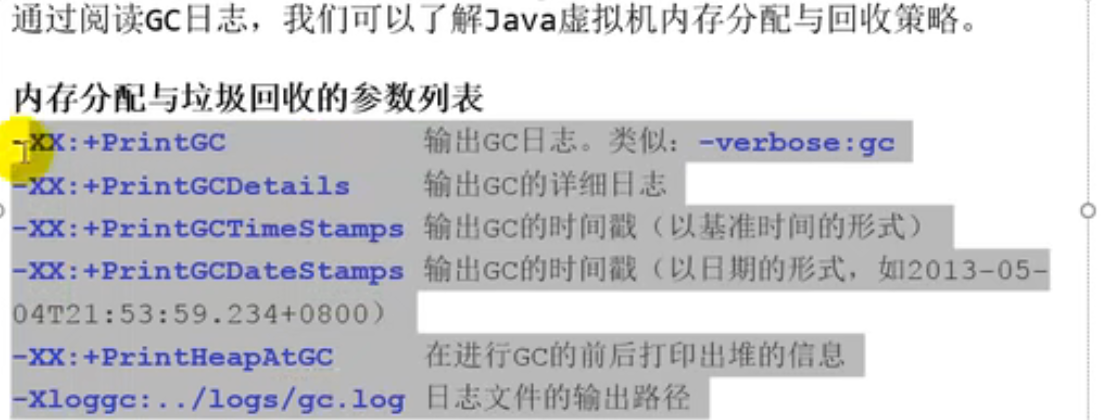 通过阅读GC日志，我们可以了解Java虚拟机内存分配与回收策略。
内存分配与垃圾回收的参数列表
-XX:+PrintGC 输出GC日志。类似：-verbose:gc
-XX:+PrintGCDetails 输出GC的详细日志
-XX:+PrintGCTimeStamps 输出GC的时间戳（以基准时间的形式）
-XX:+PrintGCDateStamps 输出GC的时间戳（以日期的形式，如2013-05-
04T21:53:59.234+0800）
-XX:+PrintHeapAtGC 在进行GC的前后打印出堆的信息
-Xloggc:../logs/gc.log 日志文件的输出路径